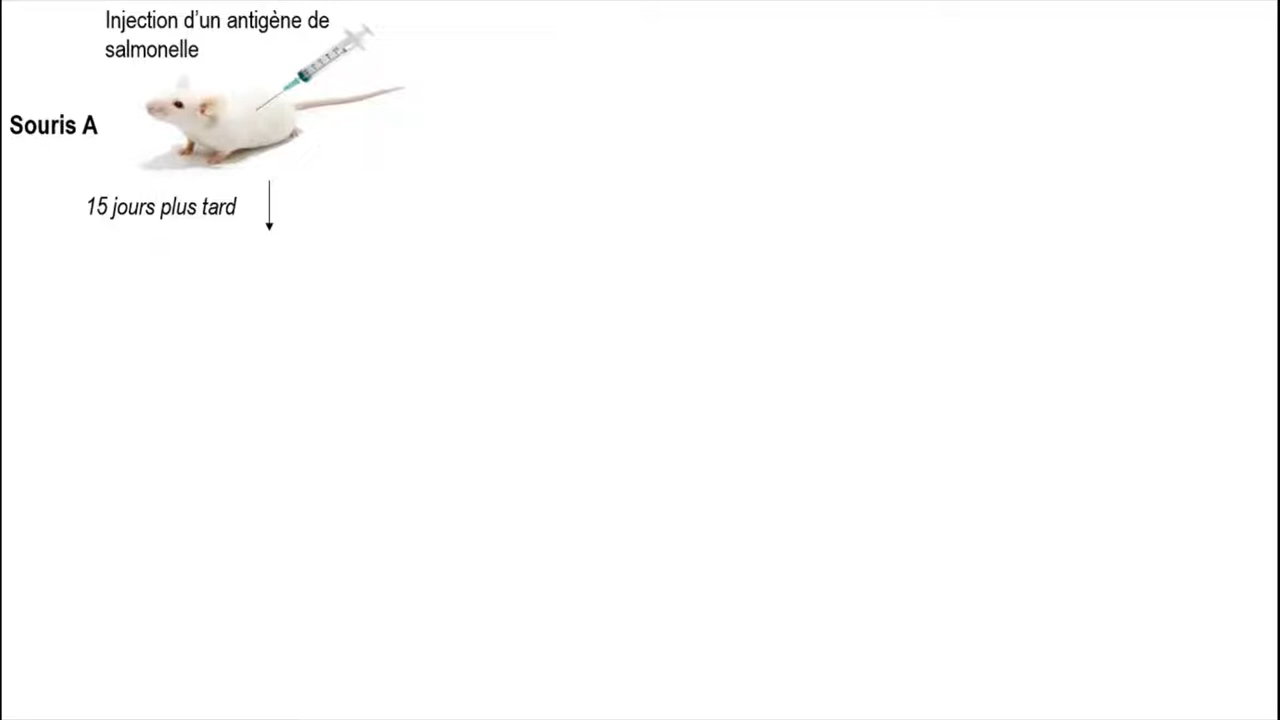 Injection d’un antigène de
salmonelle
Souris A
15 jours plus tard